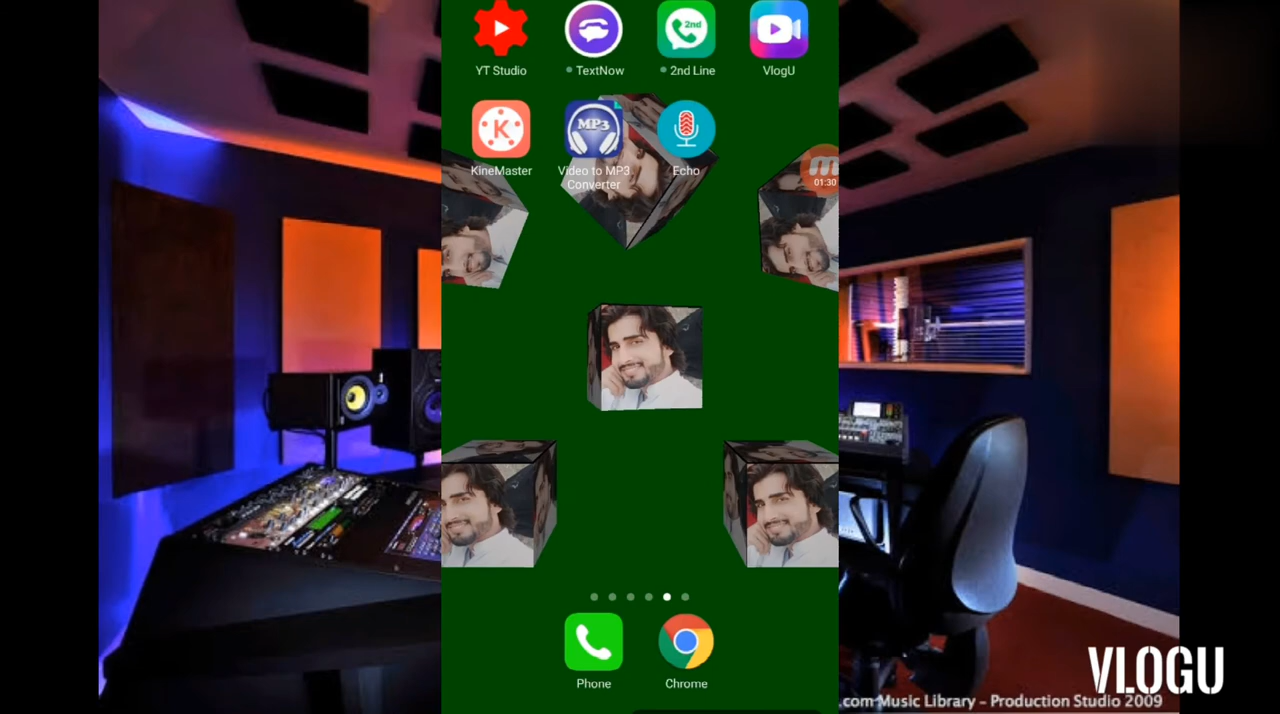 YT Studio
TextNow
2nd
2nd Line
VlogU
K
MP3
KineMaster
Video to MP3
Converter
Echo
01:30
Phone
Chrome
VLOGU
.com Music Library - Production Studio 2009